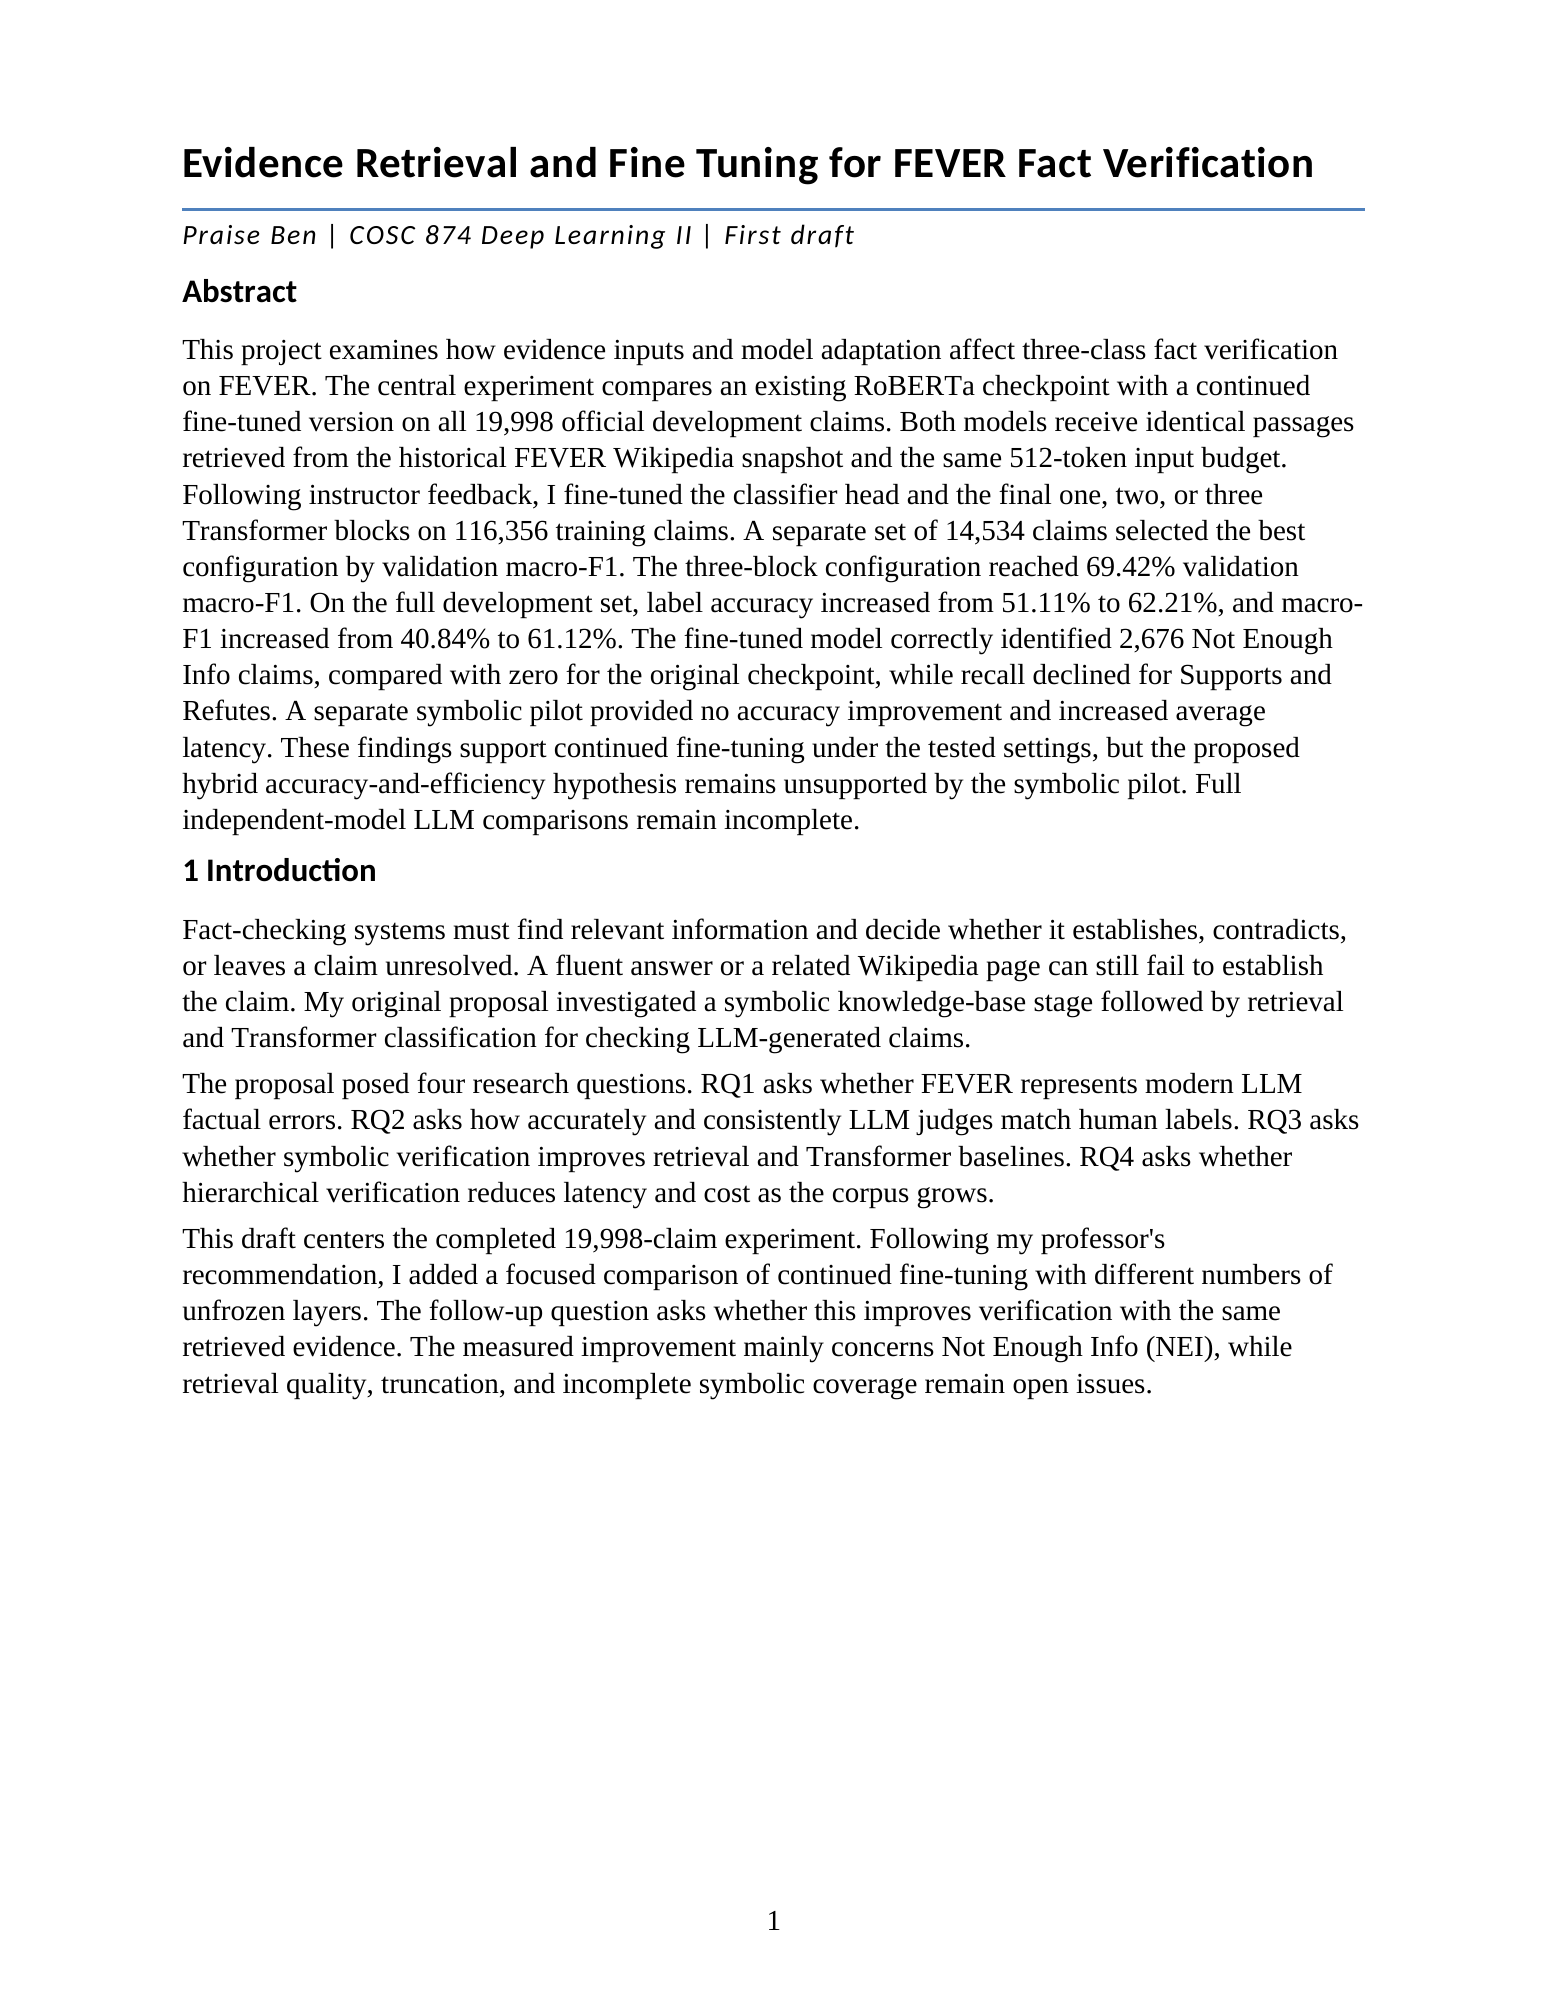 Evidence Retrieval and Fine Tuning for FEVER Fact Verification
Praise Ben | COSC 874 Deep Learning II | First draft
Abstract
This project examines how evidence inputs and model adaptation affect three-class fact verification
on FEVER. The central experiment compares an existing RoBERTa checkpoint with a continued
fine-tuned version on all 19,998 official development claims. Both models receive identical passages
retrieved from the historical FEVER Wikipedia snapshot and the same 512-token input budget.
Following instructor feedback, I fine-tuned the classifier head and the final one, two, or three
Transformer blocks on 116,356 training claims. A separate set of 14,534 claims selected the best
configuration by validation macro-F1. The three-block configuration reached 69.42% validation
macro-F1. On the full development set, label accuracy increased from 51.11% to 62.21%, and macro-
F1 increased from 40.84% to 61.12%. The fine-tuned model correctly identified 2,676 Not Enough
Info claims, compared with zero for the original checkpoint, while recall declined for Supports and
Refutes. A separate symbolic pilot provided no accuracy improvement and increased average
latency. These findings support continued fine-tuning under the tested settings, but the proposed
hybrid accuracy-and-efficiency hypothesis remains unsupported by the symbolic pilot. Full
independent-model LLM comparisons remain incomplete.
1 Introduction
Fact-checking systems must find relevant information and decide whether it establishes, contradicts,
or leaves a claim unresolved. A fluent answer or a related Wikipedia page can still fail to establish
the claim. My original proposal investigated a symbolic knowledge-base stage followed by retrieval
and Transformer classification for checking LLM-generated claims.
The proposal posed four research questions. RQ1 asks whether FEVER represents modern LLM
factual errors. RQ2 asks how accurately and consistently LLM judges match human labels. RQ3 asks
whether symbolic verification improves retrieval and Transformer baselines. RQ4 asks whether
hierarchical verification reduces latency and cost as the corpus grows.
This draft centers the completed 19,998-claim experiment. Following my professor's
recommendation, I added a focused comparison of continued fine-tuning with different numbers of
unfrozen layers. The follow-up question asks whether this improves verification with the same
retrieved evidence. The measured improvement mainly concerns Not Enough Info (NEI), while
retrieval quality, truncation, and incomplete symbolic coverage remain open issues.
1